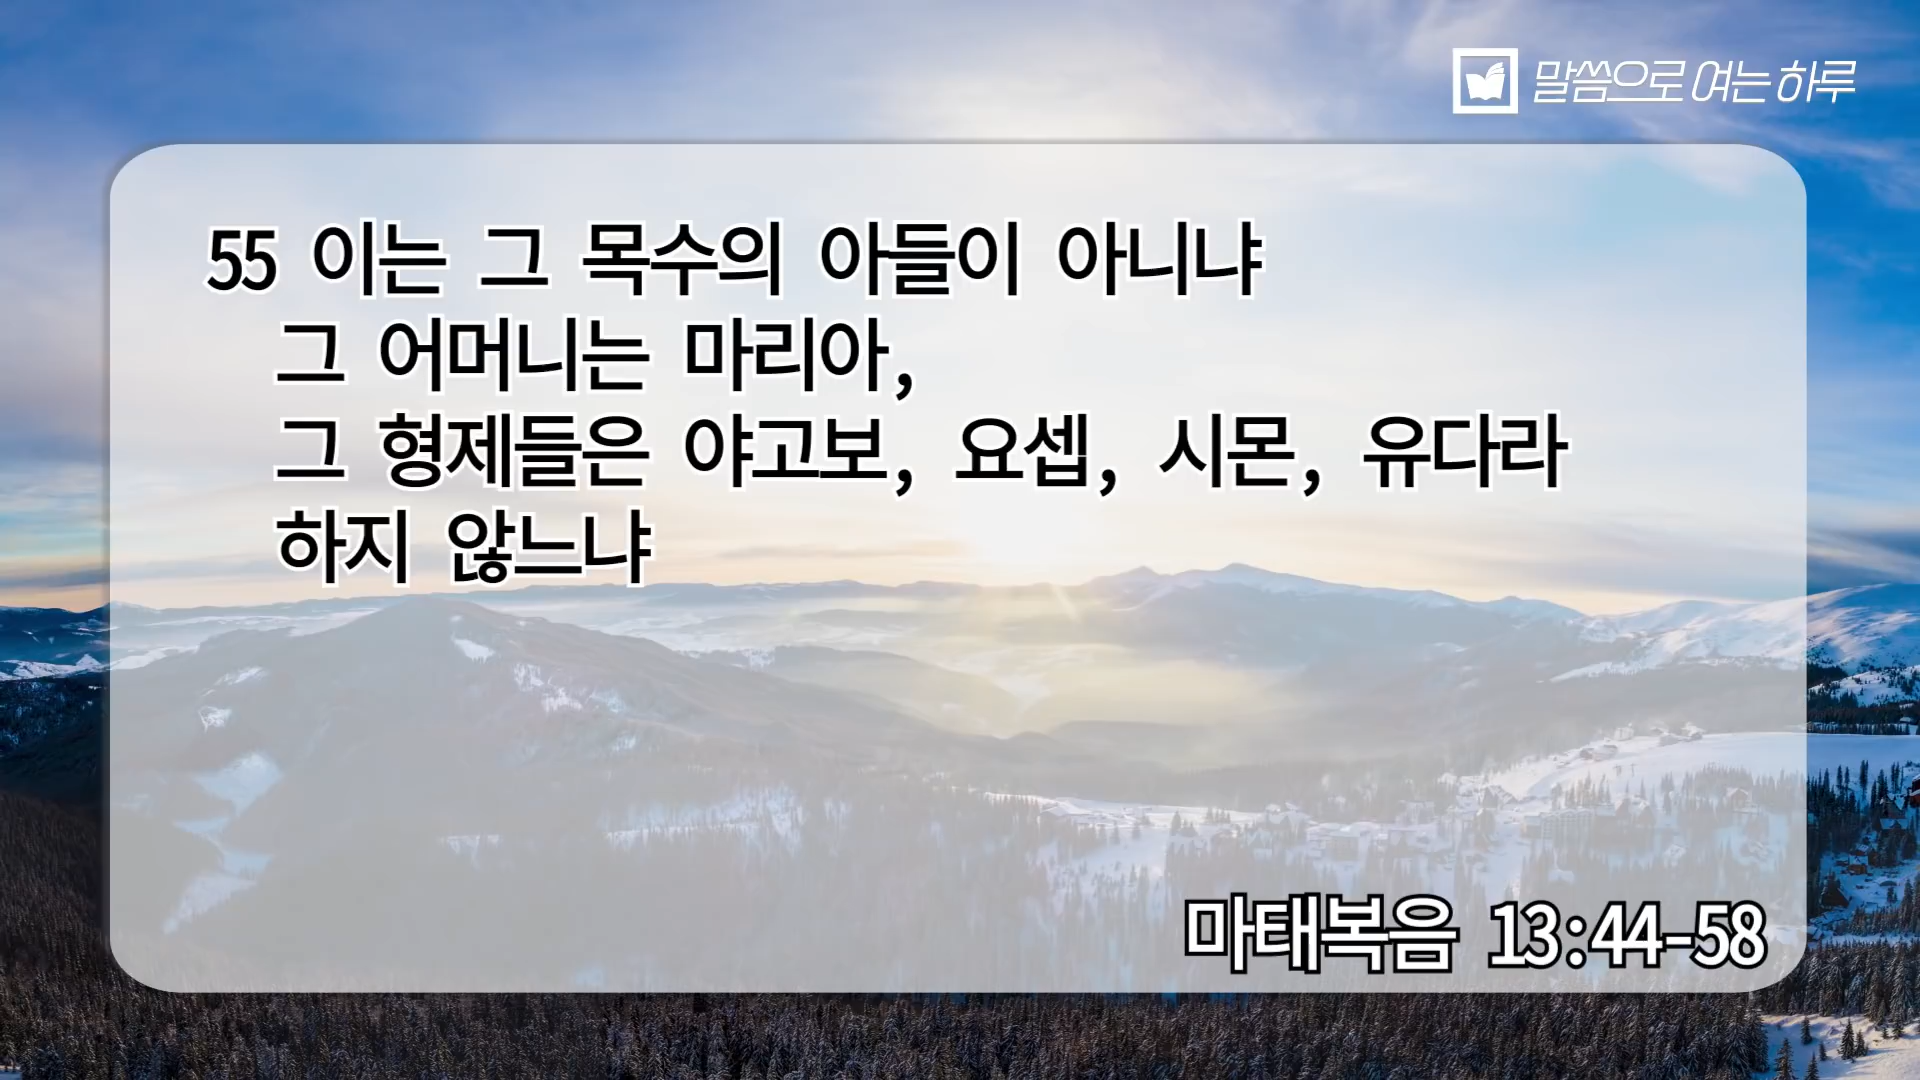 말씀으로 여는 하루
55 이는 그 목수의 아들이 아니냐
그 어머니는 마리아,
그 형제들은 야고보, 요셉, 시몬, 유다라
하지 않느냐
마태복음 13:44-58